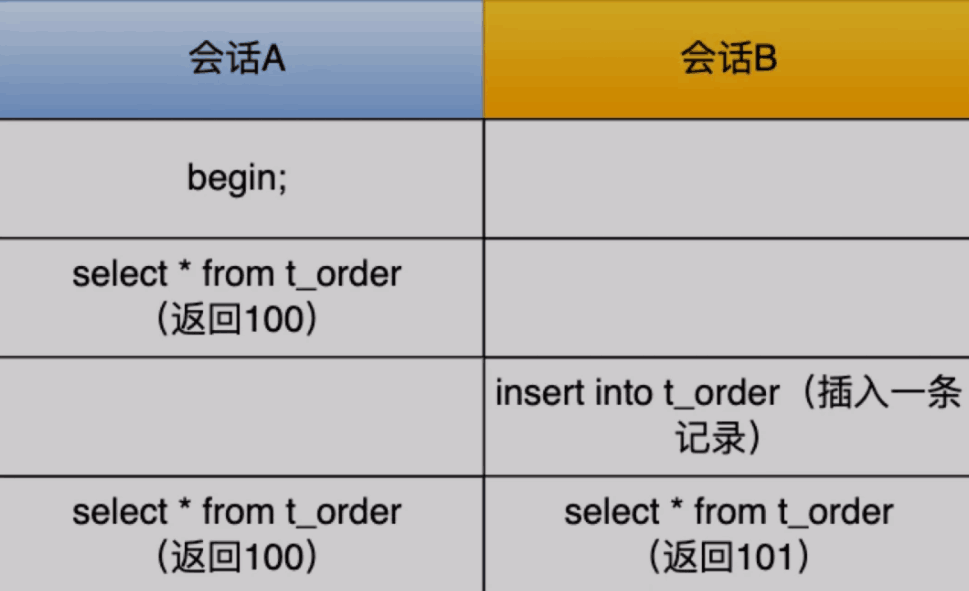 会话A
会话B
begin;
select * from t_order
（返回100）
insert into t_order（插入一条
记录）
select * from t_order
（返回100）
select * from t_order
（返回101）